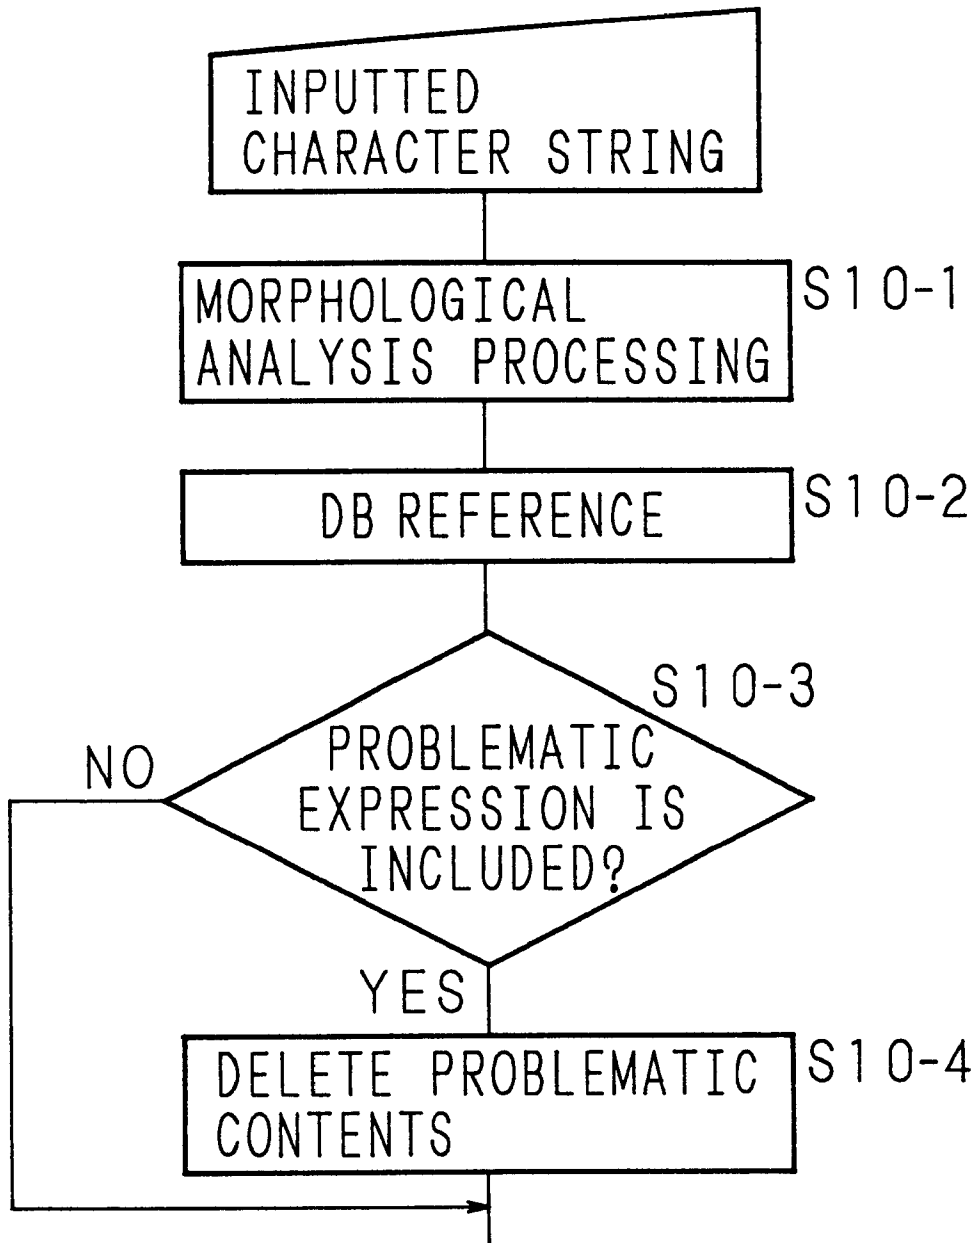 INPUTTED
CHARACTER STRING
MORPHOLOGICAL
ANALYSIS PROCESSING
S10-1
DB REFERENCE
S10-2
S10-3
PROBLEMATIC
EXPRESSION IS
INCLUDED?
NO
YES
DELETE PROBLEMATIC
CONTENTS
S10-4